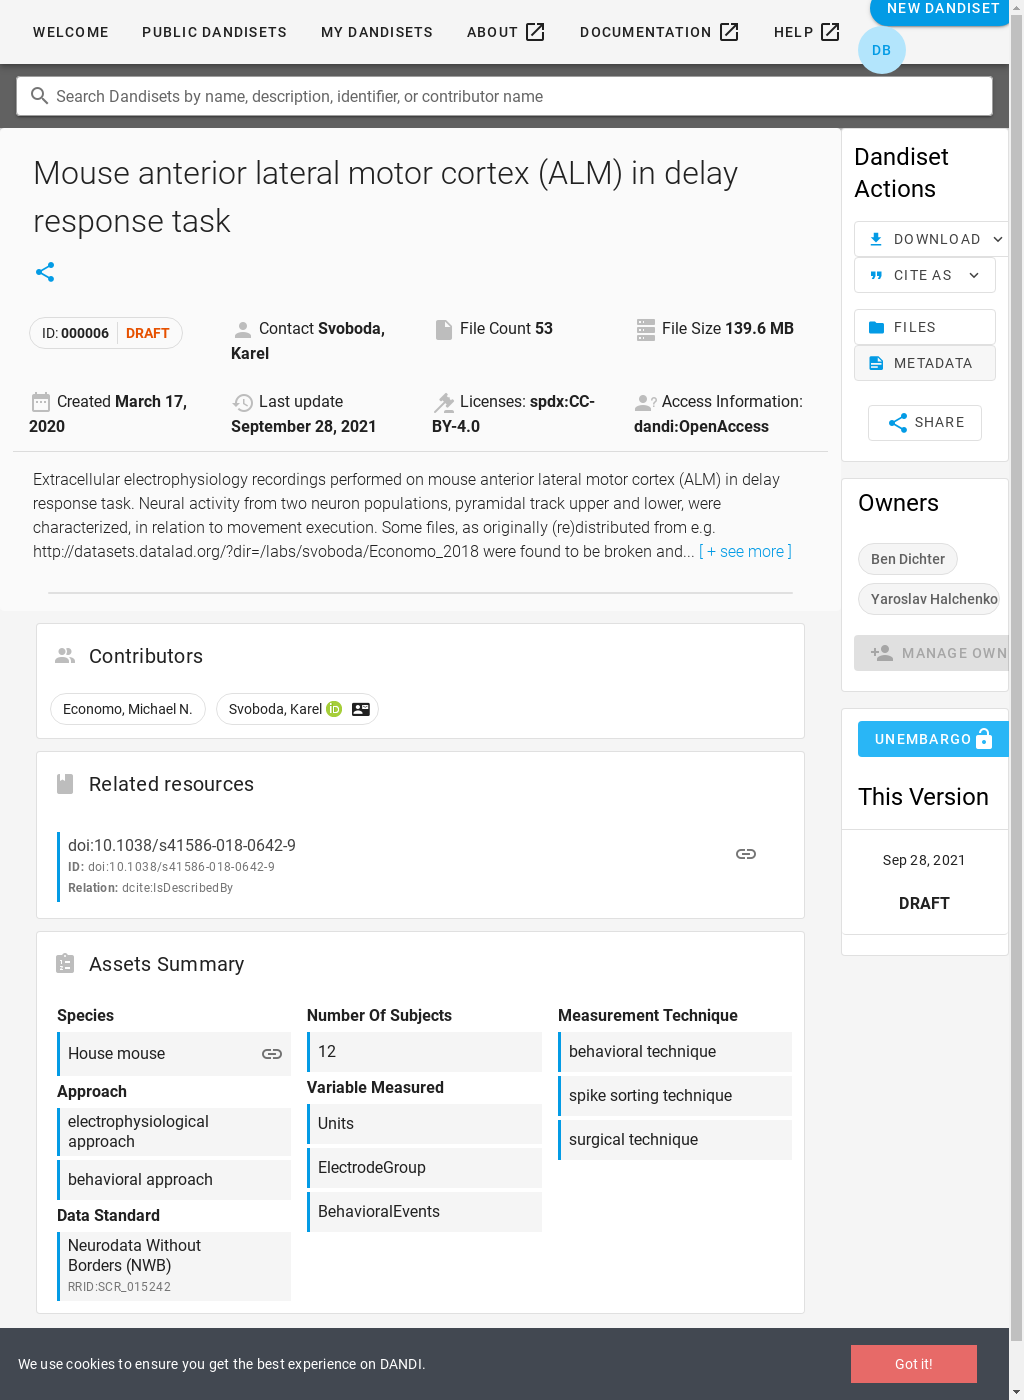 WELCOME
PUBLIC DANDISETS
MY DANDISETS
ABOUT
DOCUMENTATION
HELP
NEW DANDISET
DB
Search Dandisets by name, description, identifier, or contributor name
Mouse anterior lateral motor cortex (ALM) in delay
response task
ID: 000006 DRAFT
Contact Svoboda,
Karel
File Count 53
File Size 139.6 MB
Created March 17,
2020
Last update
September 28, 2021
Licenses: spdx:CC-
BY-4.0
Access Information:
dandi:OpenAccess
Extracellular electrophysiology recordings performed on mouse anterior lateral motor cortex (ALM) in delay
response task. Neural activity from two neuron populations, pyramidal track upper and lower, were
characterized, in relation to movement execution. Some files, as originally (re)distributed from e.g.
http://datasets.datalad.org/?dir=/labs/svoboda/Economo_2018 were found to be broken and... [ + see more ]
Contributors
Economo, Michael N.
Svoboda, Karel iD
Related resources
doi:10.1038/s41586-018-0642-9
ID: doi:10.1038/s41586-018-0642-9
Relation: dcite:IsDescribedBy
Assets Summary
Species
House mouse
Approach
electrophysiological
approach
behavioral approach
Data Standard
Neurodata Without
Borders (NWB)
RRID:SCR_015242
Number Of Subjects
12
Variable Measured
Units
ElectrodeGroup
BehavioralEvents
Measurement Technique
behavioral technique
spike sorting technique
surgical technique
Dandiset
Actions
DOWNLOAD
CITE AS
FILES
METADATA
SHARE
Owners
Ben Dichter
Yaroslav Halchenko
MANAGE OWN
UNEMBARGO
This Version
Sep 28, 2021
DRAFT
We use cookies to ensure you get the best experience on DANDI.
Got it!